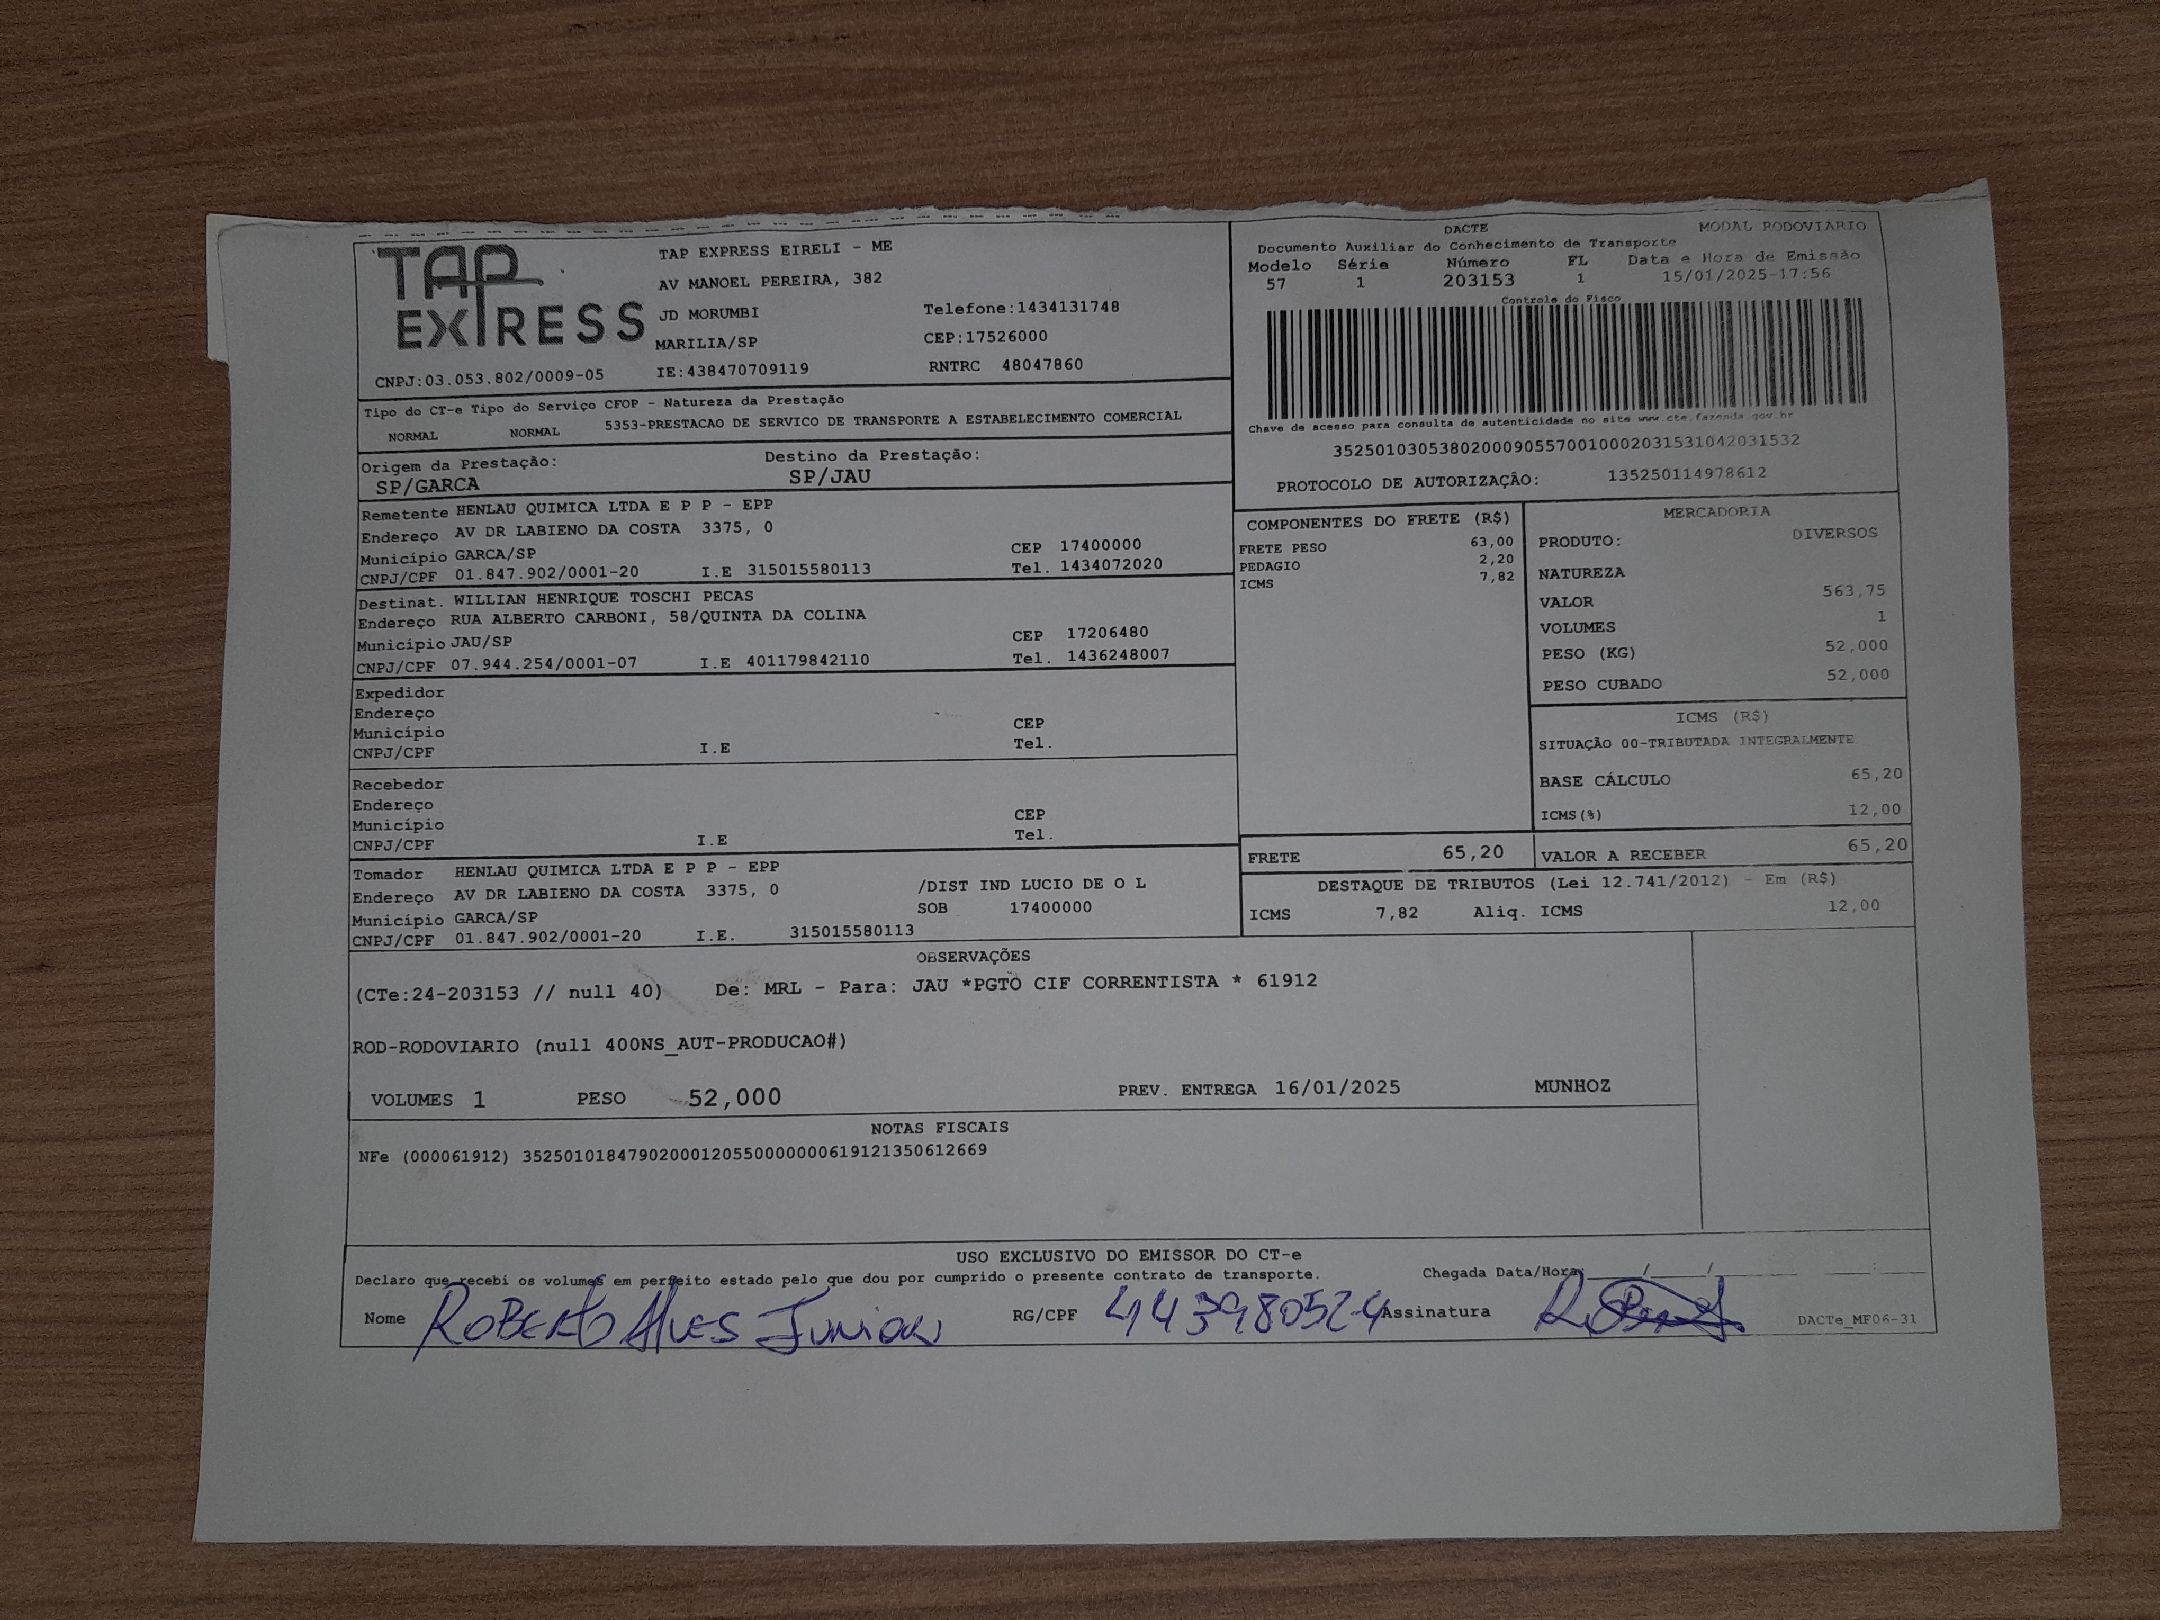 TAP EXPRESS
CNPJ:03.053.802/0009-05
TAP EXPRESS EIRELI - ME
AV MANOEL PEREIRA, 382
JD MORUMBI Telefone:1434131748
MARILIA/SP CEP:17526000
IE:438470709119 RNTRC 48047860
DACTE MODAL RODOVIARIO
Documento Auxiliar do Conhecimento de Transporte
Modelo Série Número FL Data e Hora de Emissão
57 1 203153 1 15/01/2025-17:56
Controle do Fisco
Chave de acesso para consulta de autenticidade no site www.cte.fazenda.gov.br
35250103053802000905570010002031531042031532
PROTOCOLO DE AUTORIZAÇÃO: 135250114978612
Tipo do CT-e Tipo do Serviço CFOP - Natureza da Prestação
NORMAL NORMAL 5353-PRESTACAO DE SERVICO DE TRANSPORTE A ESTABELECIMENTO COMERCIAL
Origem da Prestação: Destino da Prestação:
SP/GARCA SP/JAU
Remetente HENLAU QUIMICA LTDA E P P - EPP
Endereço AV DR LABIENO DA COSTA 3375, 0
Município GARCA/SP CEP 17400000
CNPJ/CPF 01.847.902/0001-20 I.E 315015580113 Tel. 1434072020
Destinat. WILLIAN HENRIQUE TOSCHI PECAS
Endereço RUA ALBERTO CARBONI, 58/QUINTA DA COLINA
Município JAU/SP CEP 17206480
CNPJ/CPF 07.944.254/0001-07 I.E 401179842110 Tel. 1436248007
Expedidor
Endereço
Município CEP
CNPJ/CPF I.E Tel.
Recebedor
Endereço
Município CEP
CNPJ/CPF I.E Tel.
Tomador HENLAU QUIMICA LTDA E P P - EPP
Endereço AV DR LABIENO DA COSTA 3375, 0 /DIST IND LUCIO DE O L
Município GARCA/SP SOB 17400000
CNPJ/CPF 01.847.902/0001-20 I.E. 315015580113
COMPONENTES DO FRETE (R$)
FRETE PESO 63,00
PEDAGIO 2,20
ICMS 7,82
MERCADORIA
PRODUTO: DIVERSOS
NATUREZA
VALOR 563,75
VOLUMES 1
PESO (KG) 52,000
PESO CUBADO 52,000
ICMS (R$)
SITUAÇÃO 00-TRIBUTADA INTEGRALMENTE
BASE CÁLCULO 65,20
ICMS(%) 12,00
FRETE 65,20 VALOR A RECEBER 65,20
DESTAQUE DE TRIBUTOS (Lei 12.741/2012) - Em (R$)
ICMS 7,82 Aliq. ICMS 12,00
OBSERVAÇÕES
(CTe:24-203153 // null 40) De: MRL - Para: JAU *PGTO CIF CORRENTISTA * 61912
ROD-RODOVIARIO (null 400NS_AUT-PRODUCAO#)
VOLUMES 1 PESO 52,000 PREV. ENTREGA 16/01/2025 MUNHOZ
NOTAS FISCAIS
NFe (000061912) 35250101847902000120550000000619121350612669
USO EXCLUSIVO DO EMISSOR DO CT-e
Declaro que recebi os volumes em perfeito estado pelo que dou por cumprido o presente contrato de transporte. Chegada Data/Hora: / / :
Nome ROBERTO ALVES JUNIOR RG/CPF 443980524 Assinatura
DACTe_MF06-31